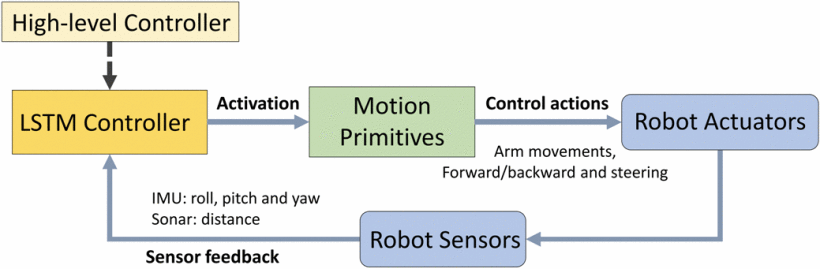 High-level Controller
LSTM Controller
Activation
Motion
Primitives
Control actions
Robot Actuators
Arm movements,
Forward/backward and steering
IMU: roll, pitch and yaw
Sonar: distance
Sensor feedback
Robot Sensors